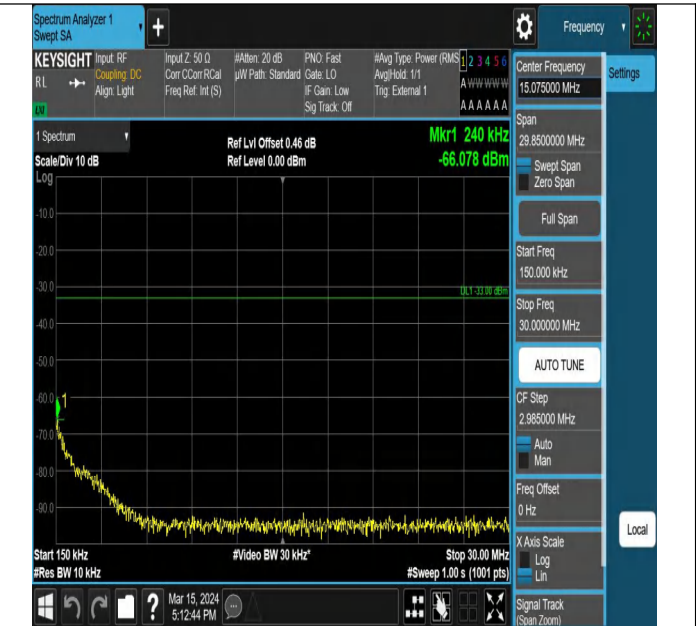 Spectrum Analyzer 1
Swept SA
+
Frequency
KEYSIGHT
RL
Input: RF
Coupling: DC
Align: Light
Input Z: 50 Ω
Corr CCorr RCal
Freq Ref: Int (S)
#Atten: 20 dB
µW Path: Standard
PNO: Fast
Gate: LO
IF Gain: Low
Sig Track: Off
#Avg Type: Power (RMS
Avg|Hold: 1/1
Trig: External 1
1 2 3 4 5 6
A W W W W W
A A A A A A
1 Spectrum
Scale/Div 10 dB
Log
Ref Lvl Offset 0.46 dB
Ref Level 0.00 dBm
Mkr1 240 kHz
-66.078 dBm
-10.0
-20.0
-30.0
DL1 -33.00 dBm
-40.0
-50.0
-60.0
1
-70.0
-80.0
-90.0
Start 150 kHz
#Video BW 30 kHz*
Stop 30.00 MHz
#Res BW 10 kHz
#Sweep 1.00 s (1001 pts)
?
Mar 15, 2024
5:12:44 PM
Center Frequency
15.075000 MHz
Settings
Span
29.8500000 MHz
Swept Span
Zero Span
Full Span
Start Freq
150.000 kHz
Stop Freq
30.000000 MHz
AUTO TUNE
CF Step
2.985000 MHz
Auto
Man
Freq Offset
0 Hz
X Axis Scale
Log
Lin
Local
Signal Track
(Span Zoom)